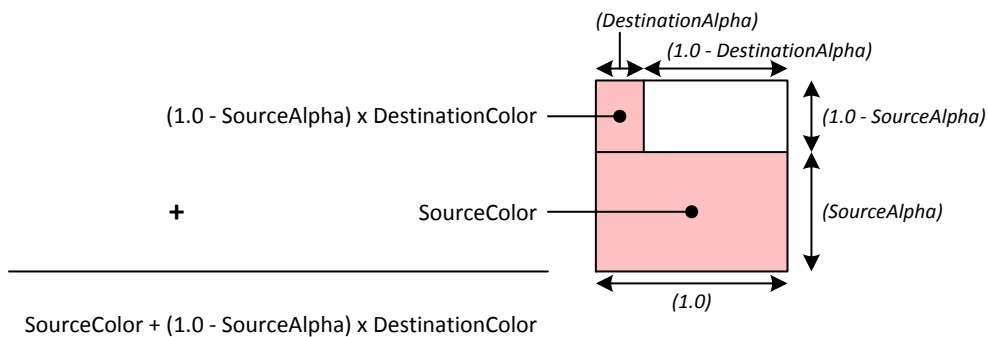 (DestinationAlpha)
(1.0 - DestinationAlpha)
(1.0 - SourceAlpha) x DestinationColor
(1.0 - SourceAlpha)
+
SourceColor
(SourceAlpha)
(1.0)
SourceColor + (1.0 - SourceAlpha) x DestinationColor